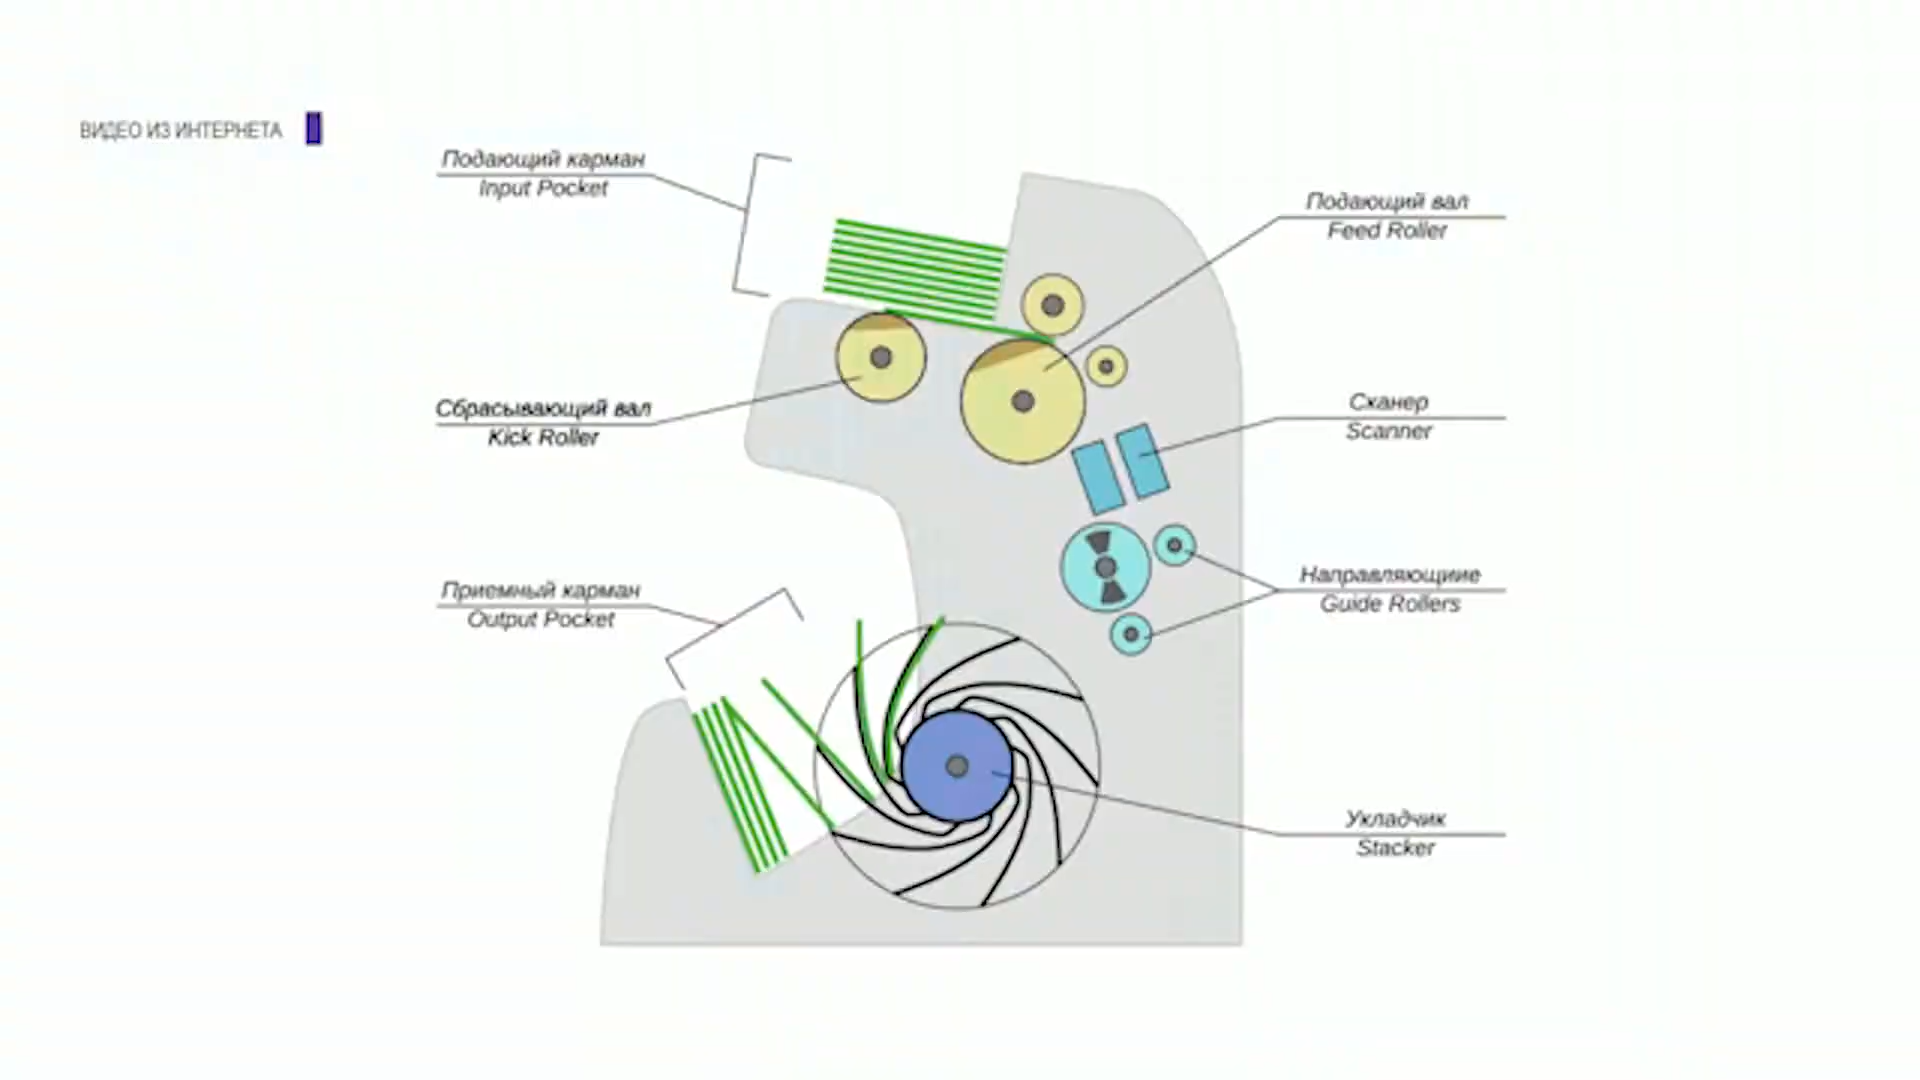 ВИДЕО ИЗ ИНТЕРНЕТА
Подающий карман
Input Pocket
Подающий вал
Feed Roller
Сбрасывающий вал
Kick Roller
Сканер
Scanner
Приемный карман
Output Pocket
Направляющиие
Guide Rollers
Укладчик
Stacker